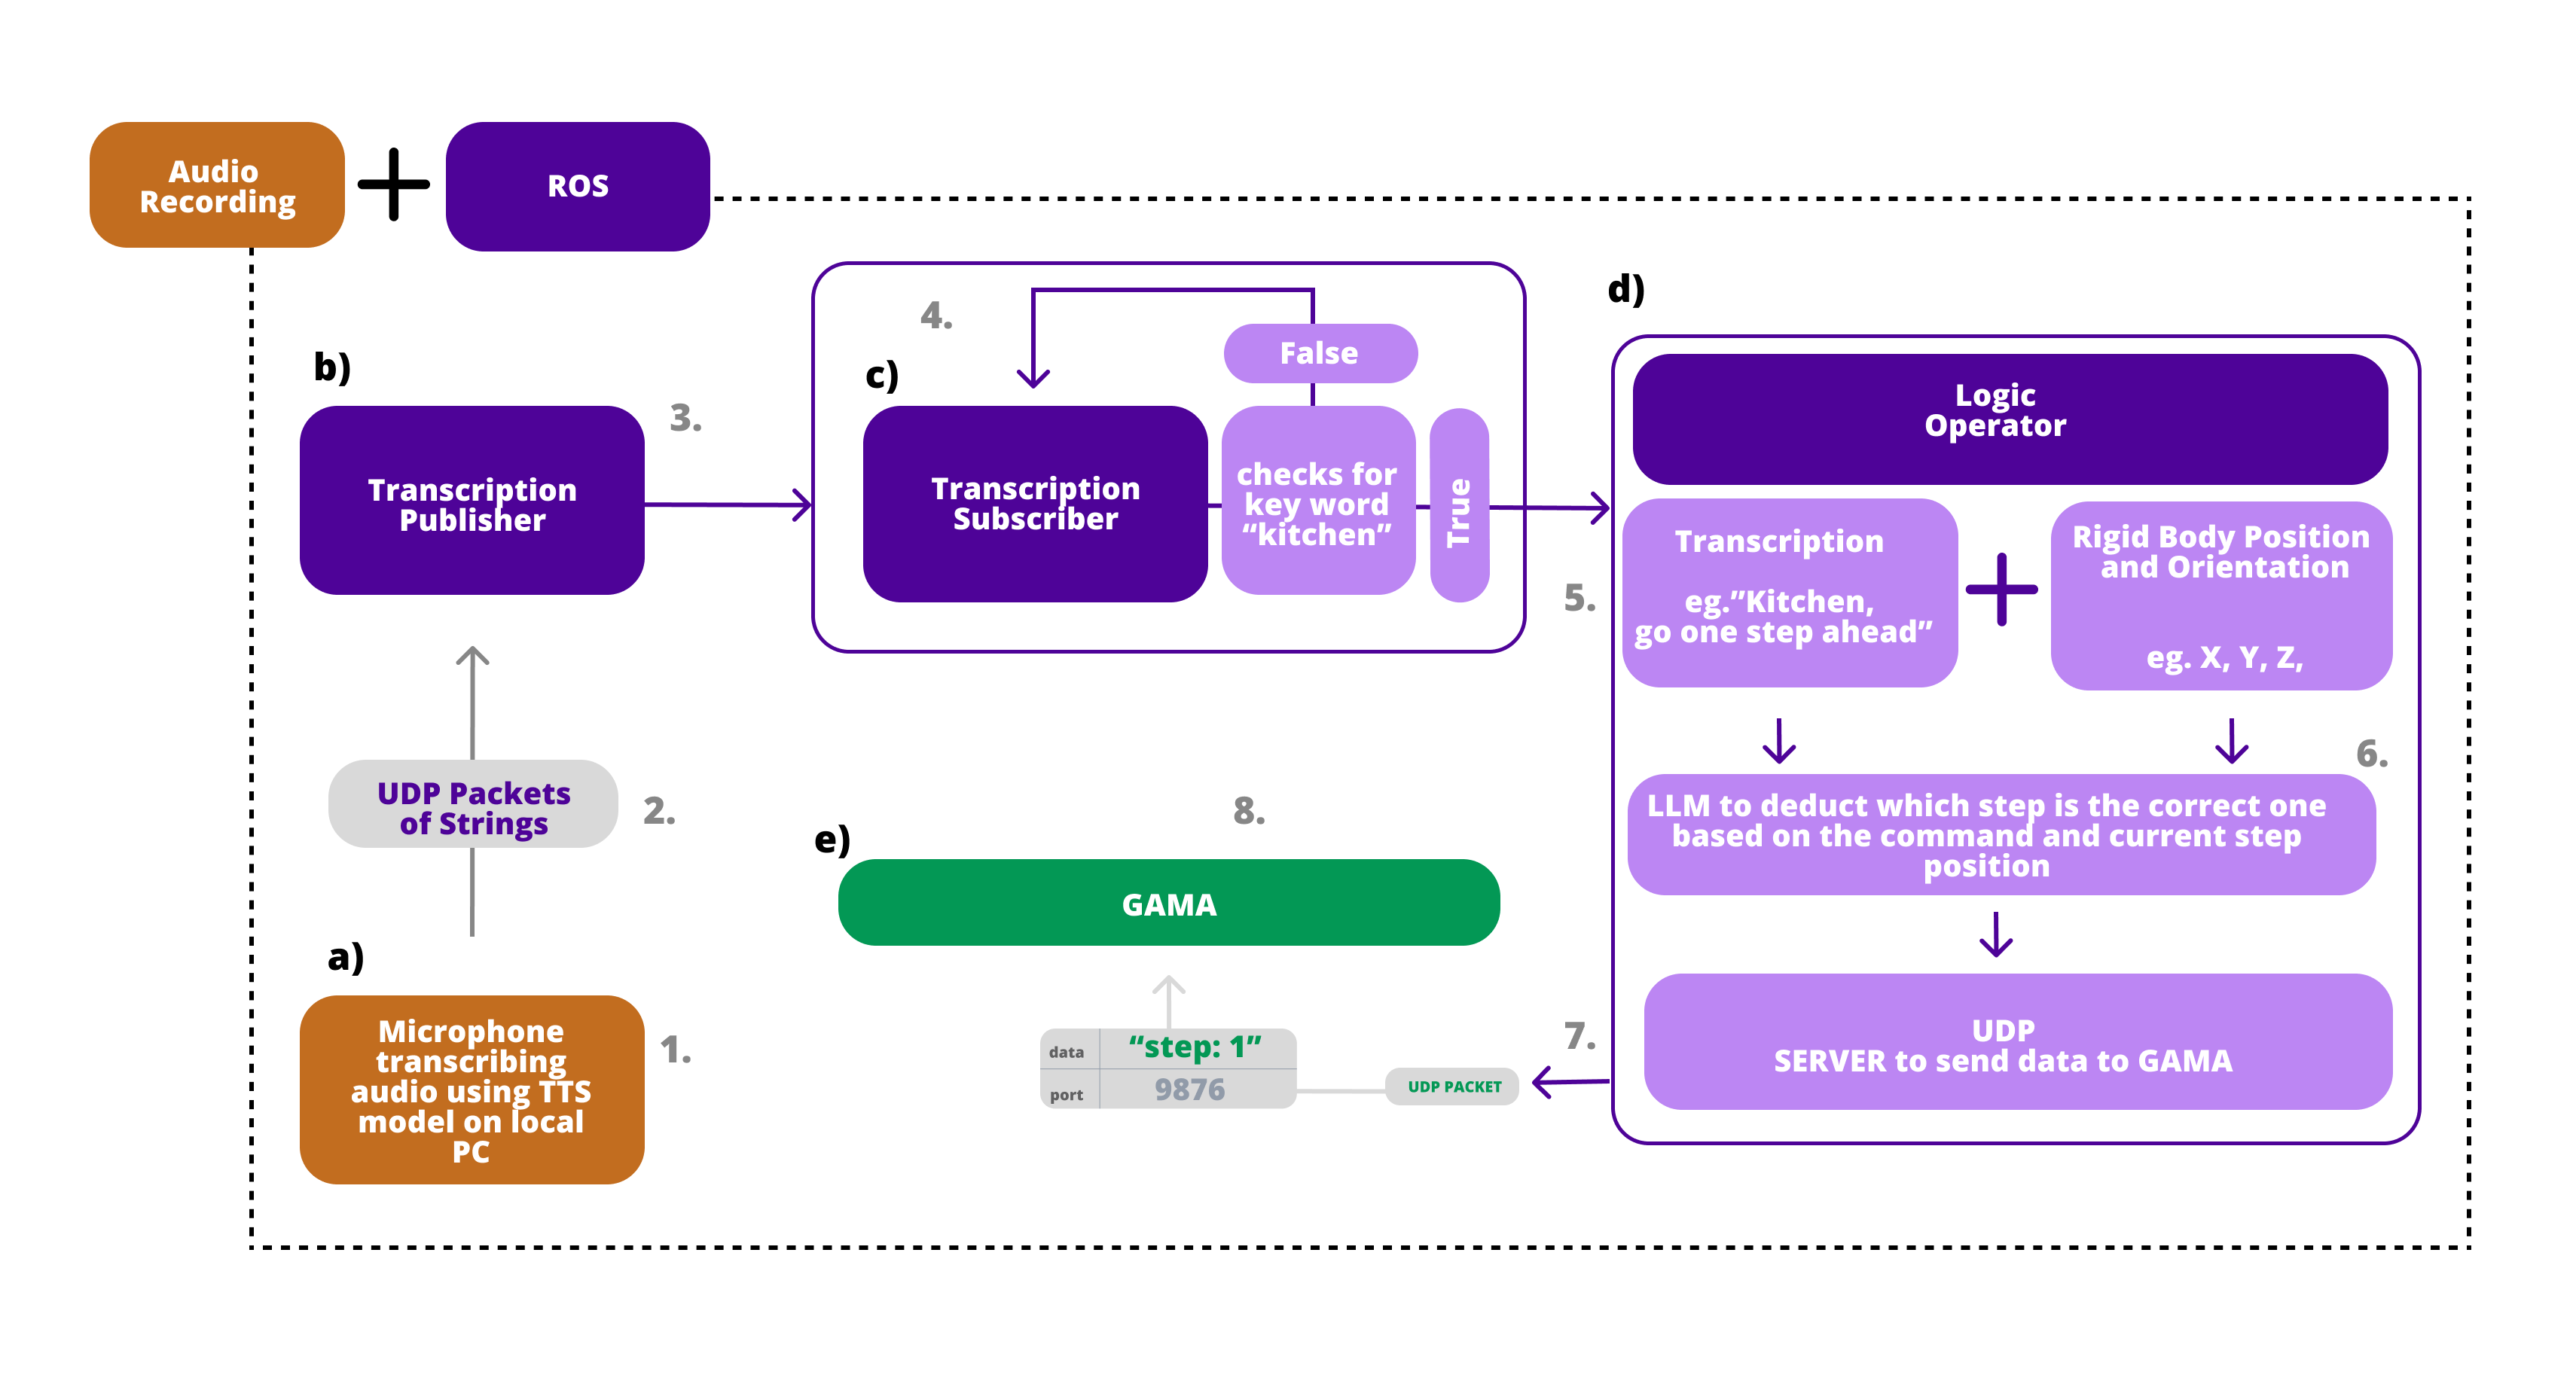 Audio
Recording
ROS
d)
4.
False
b)
c)
3.
Logic
Operator
Transcription
Publisher
Transcription
Subscriber
checks for
key word
“kitchen”
True
5.
Transcription
eg.”Kitchen,
go one step ahead”
Rigid Body Position
and Orientation
eg. X, Y, Z,
6.
UDP Packets
of Strings
2.
8.
e)
GAMA
LLM to deduct which step is the correct one
based on the command and current step
position
a)
Microphone
transcribing
audio using TTS
model on local
PC
1.
data
“step: 1”
port
9876
UDP PACKET
7.
UDP
SERVER to send data to GAMA